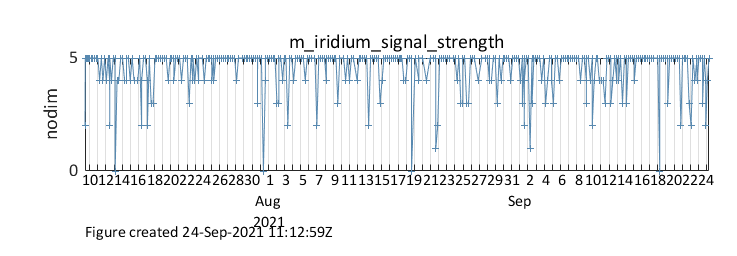 m_iridium_signal_strength
5
nodim
0
10 12 14 16 18 20 22 24 26 28 30 1 3 5 7 9 11 13 15 17 19 21 23 25 27 29 31 2 4 6 8 10 12 14 16 18 20 22 24
Aug Sep
2021
Figure created 24-Sep-2021 11:12:59Z